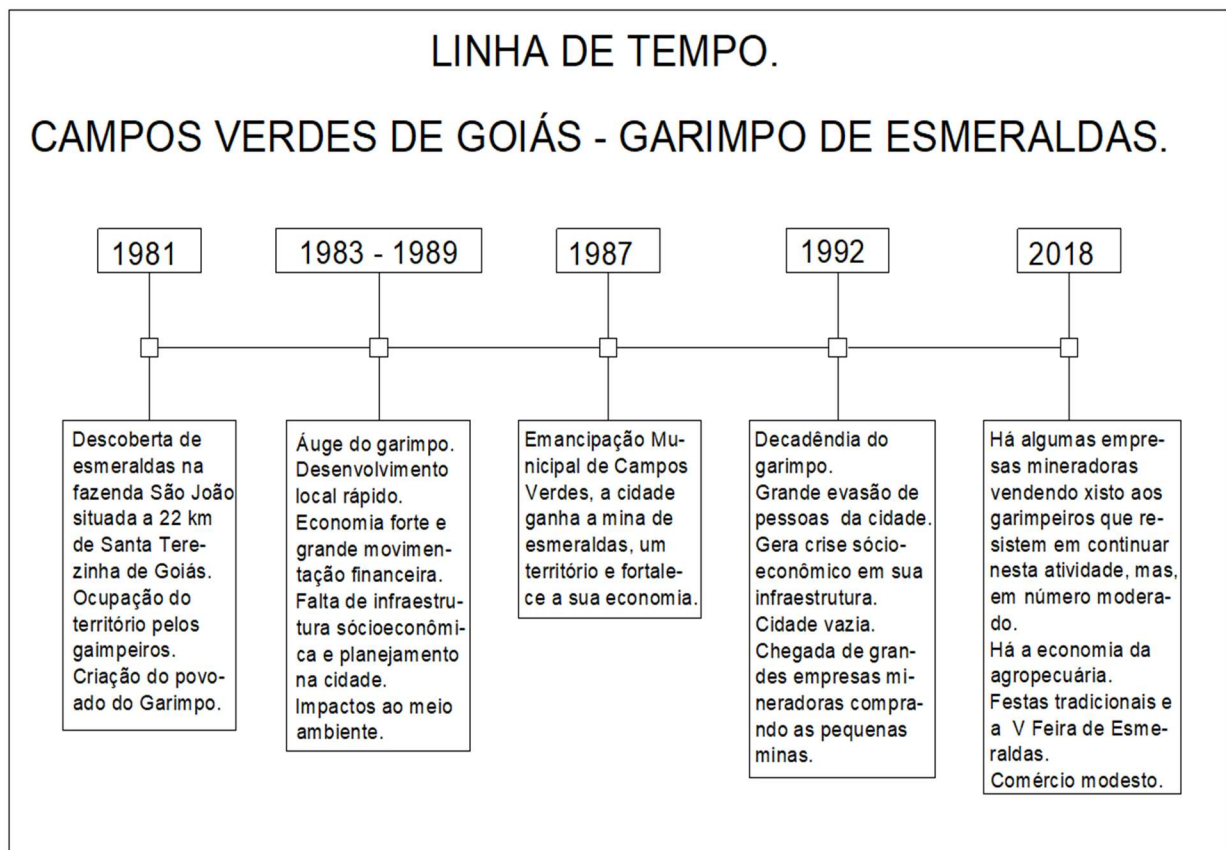 LINHA DE TEMPO.
CAMPOS VERDES DE GOIÁS - GARIMPO DE ESMERALDAS.
1981
1983 - 1989
1987
1992
2018
Descoberta de
esmeraldas na
fazenda São João
situada a 22 km
de Santa Tere-
zinha de Goiás.
Ocupação do
território pelos
gaimpeiros.
Criação do povo-
ado do Garimpo.
Áuge do garimpo.
Desenvolvimento
local rápido.
Economia forte e
grande movimen-
tação financeira.
Falta de infraestru-
tura sócioeconômi-
ca e planejamento
na cidade.
Impactos ao meio
ambiente.
Emancipação Mu-
nicipal de Campos
Verdes, a cidade
ganha a mina de
esmeraldas, um
território e fortale-
ce a sua economia.
Decadêndia do
garimpo.
Grande evasão de
pessoas da cidade.
Gera crise sócio-
econômico em sua
infraestrutura.
Cidade vazia.
Chegada de gran-
des empresas mi-
neradoras compra-
ndo as pequenas
minas.
Há algumas empre-
sas mineradoras
vendendo xisto aos
garimpeiros que re-
sistem em continuar
nesta atividade, mas,
em número modera-
do.
Há a economia da
agropecuária.
Festas tradicionais e
a V Feira de Esme-
raldas.
Comércio modesto.